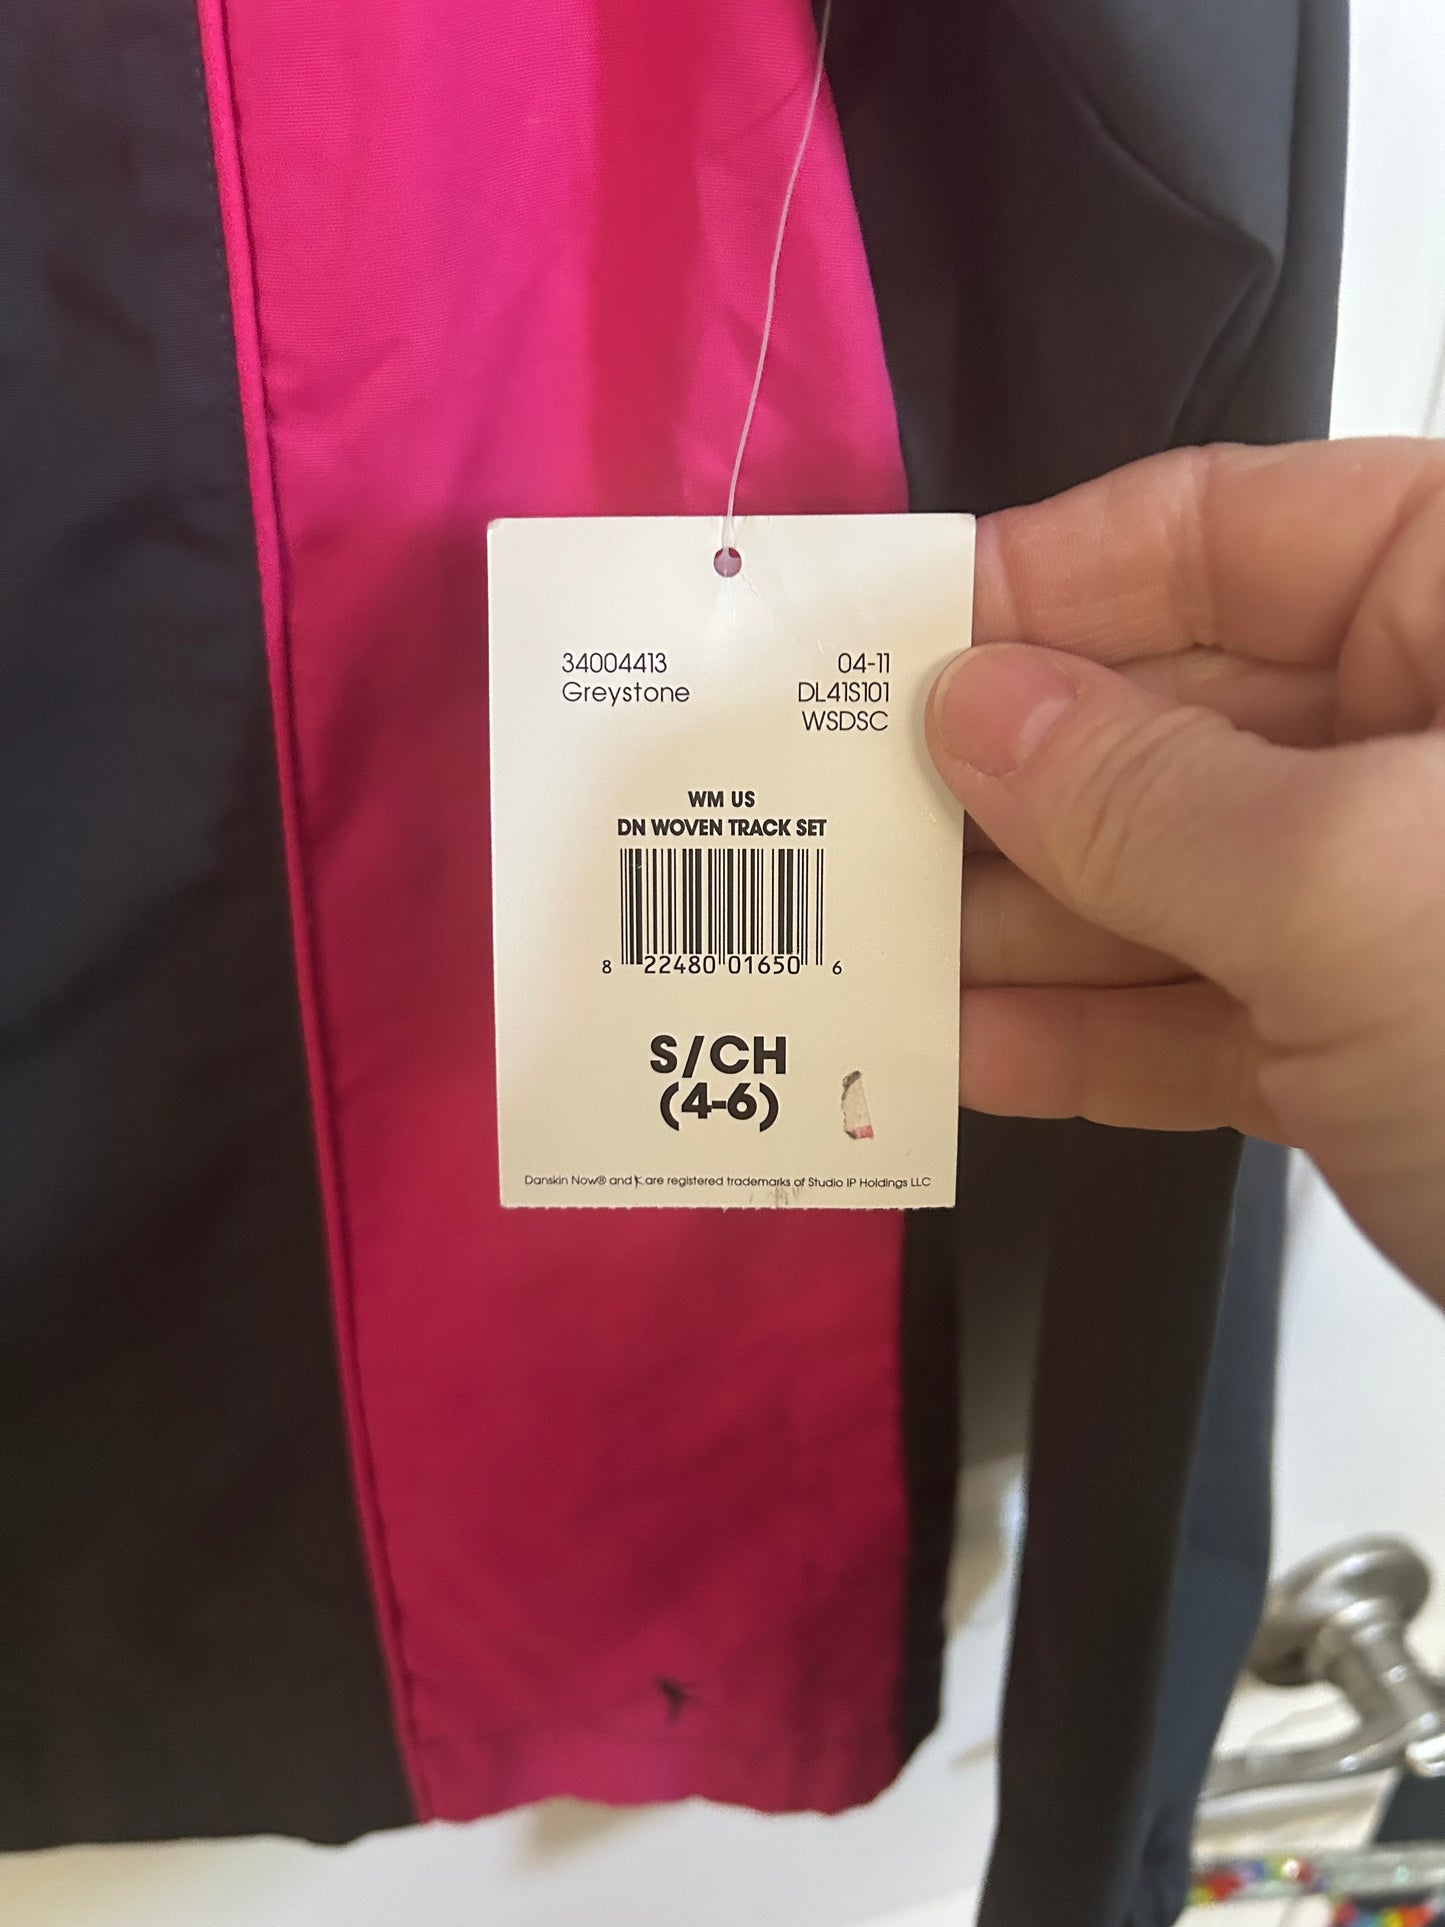 34004413 04-11
Greystone DL41S101
WSDSC
WM US
DN WOVEN TRACK SET
8 22480 01650 6
S/CH
(4-6)
Danskin Now® and are registered trademarks of Studio IP Holdings LLC